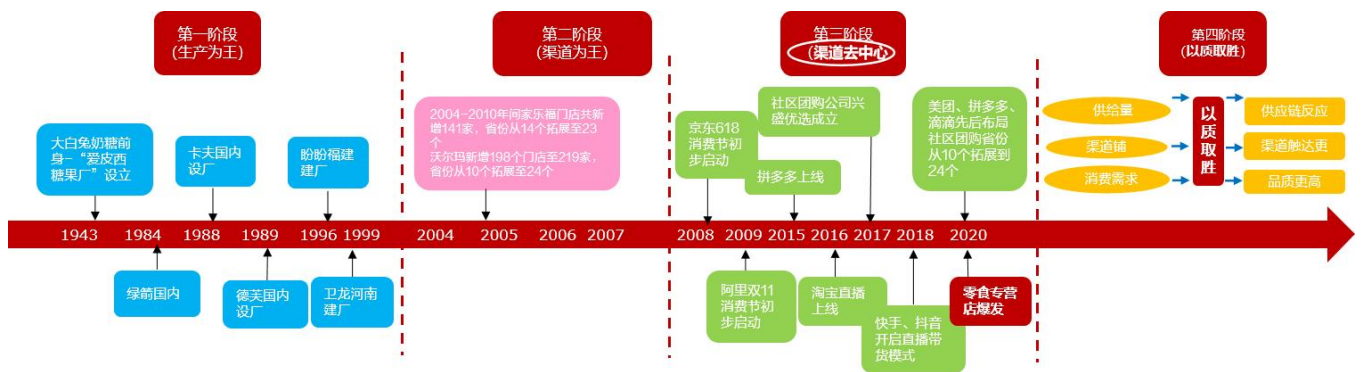 第一阶段
(生产为王)
第二阶段
(渠道为王)
第三阶段
(渠道去中心
第四阶段
(以质取胜)
大白兔奶糖前
身-“爱皮西
糖果厂”设立
卡夫国内
设厂
盼盼福建
建厂
2004-2010年间家乐福门店共新
增141家，省份从14个拓展至23
个
沃尔玛新增198个门店至219家，
省份从10个拓展至24个
京东618
消费节初
步启动
社区团购公司兴
盛优选成立
拼多多上线
美团、拼多多、
滴滴先后布局
社区团购省份
从10个拓展到
24个
供给量
渠道铺
消费需求
以
质
取
胜
供应链反应
渠道触达更
品质更高
1943 1984 1988 1989 1996 1999 2004 2005 2006 2007 2008 2009 2015 2016 2017 2018 2020
绿箭国内
德芙国内
设厂
卫龙河南
建厂
阿里双11
消费节初
步启动
淘宝直播
上线
快手、抖音
开启直播带
货模式
零食专营
店爆发